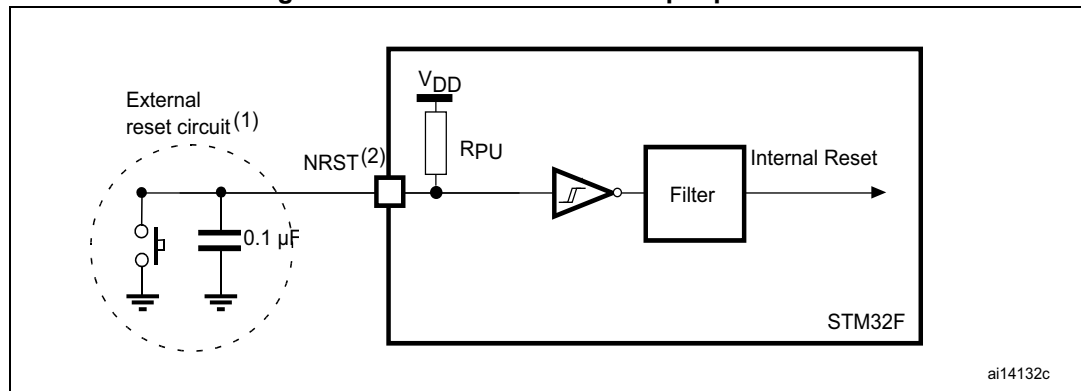 External
reset circuit(1)
NRST(2)
VDD
RPU
Internal Reset
Filter
0.1 µF
STM32F
ai14132c